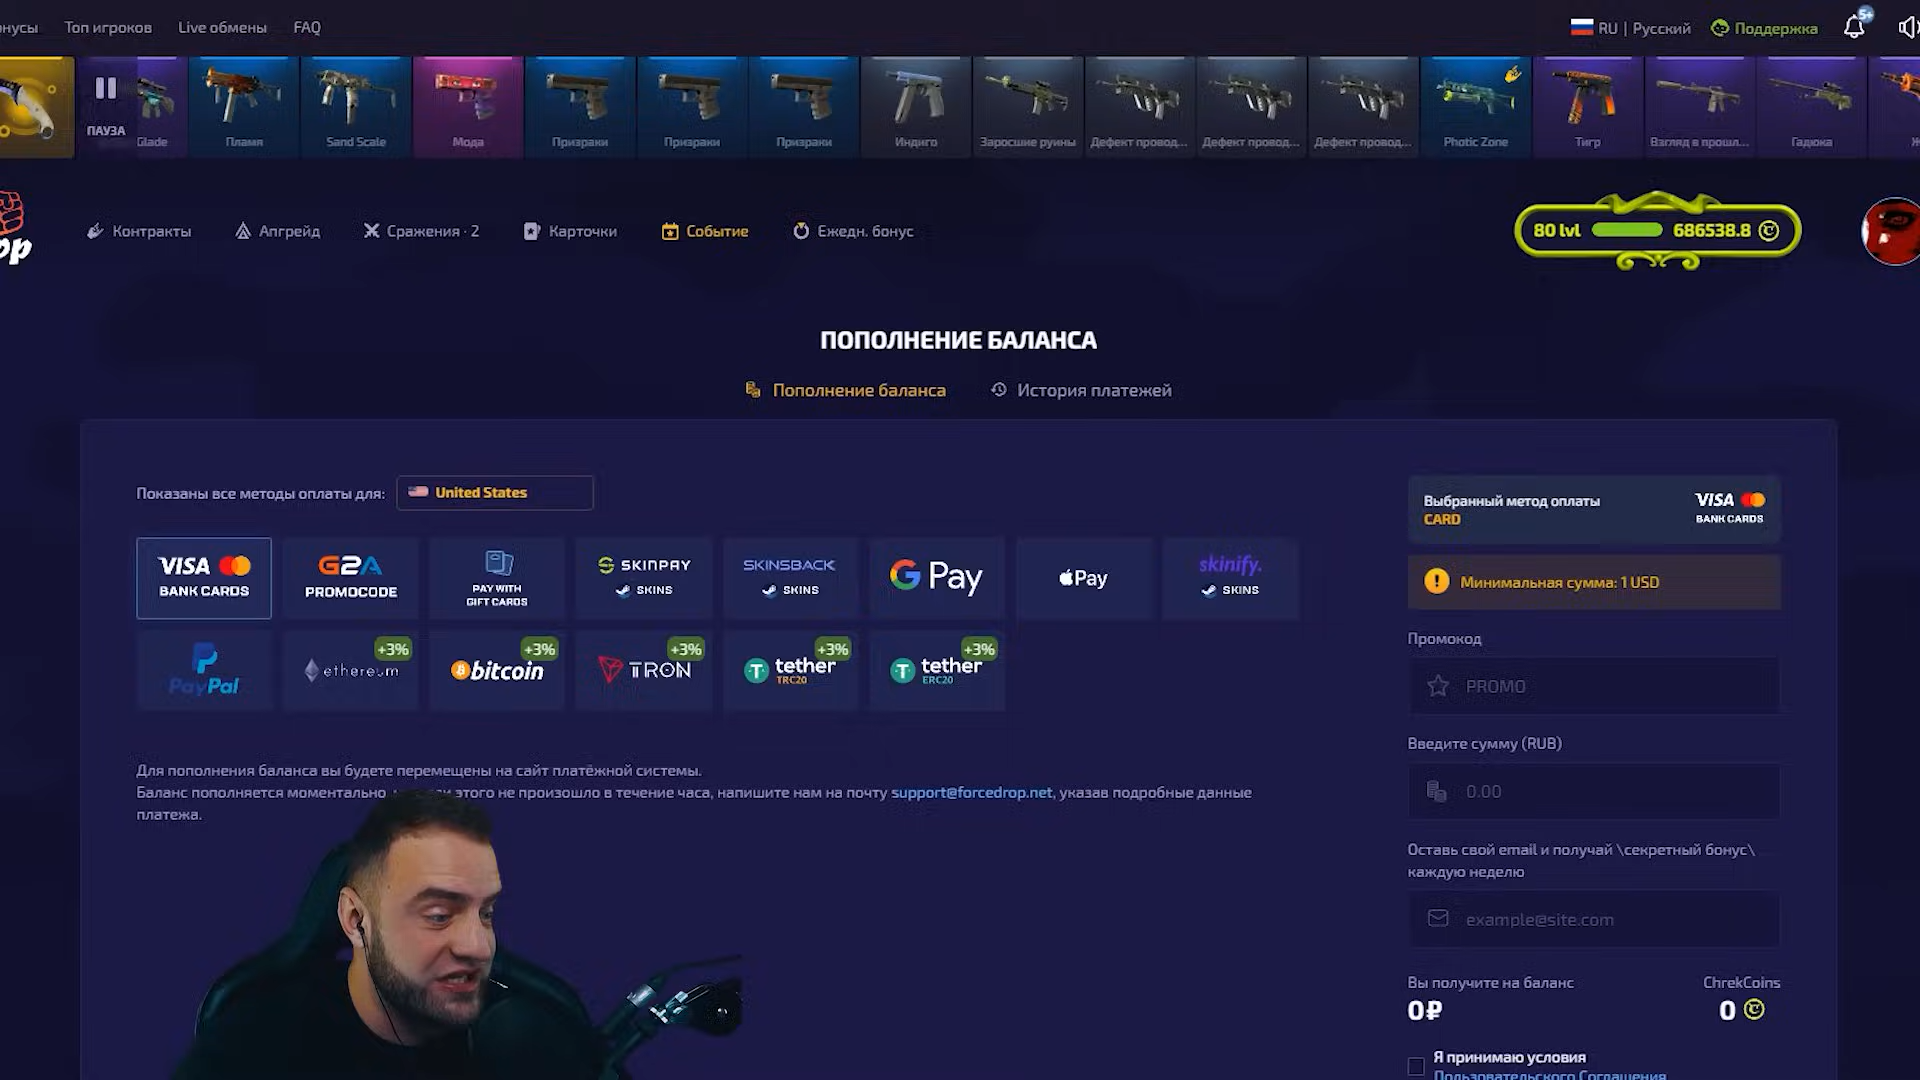 онусы
Топ игроков
Live обмены
FAQ
RU | Русский
Поддержка
5+
ПАУЗА
Glade
Пламя
Sand Scale
Мода
Призраки
Призраки
Призраки
Индиго
Заросшие руины
Дефект провод...
Дефект провод...
Дефект провод...
Photic Zone
Тигр
Взгляд в прошл...
Гадюка
Ж
op
Контракты
Апгрейд
Сражения · 2
Карточки
Событие
Ежедн. бонус
80 lvl
686538.8
ПОПОЛНЕНИЕ БАЛАНСА
Пополнение баланса
История платежей
Показаны все методы оплаты для:
United States
VISA
BANK CARDS
G2A
PROMOCODE
PAY WITH
GIFT CARDS
SKINPAY
SKINS
SKINSBACK
SKINS
G Pay
Pay
skinify.
SKINS
PayPal
+3%
ethereum
+3%
bitcoin
+3%
TRON
+3%
tether
TRC20
+3%
tether
ERC20
Для пополнения баланса вы будете перемещены на сайт платёжной системы.
Баланс пополняется моментально этого не произошло в течение часа, напишите нам на почту support@forcedrop.net, указав подробные данные
платежа.
Выбранный метод оплаты
CARD
VISA
BANK CARDS
Минимальная сумма: 1 USD
Промокод
PROMO
Введите сумму (RUB)
0.00
Оставь свой email и получай \секретный бонус\
каждую неделю
example@site.com
Вы получите на баланс
ChrekCoins
0₽
0
Я принимаю условия
Пользовательского Соглашения